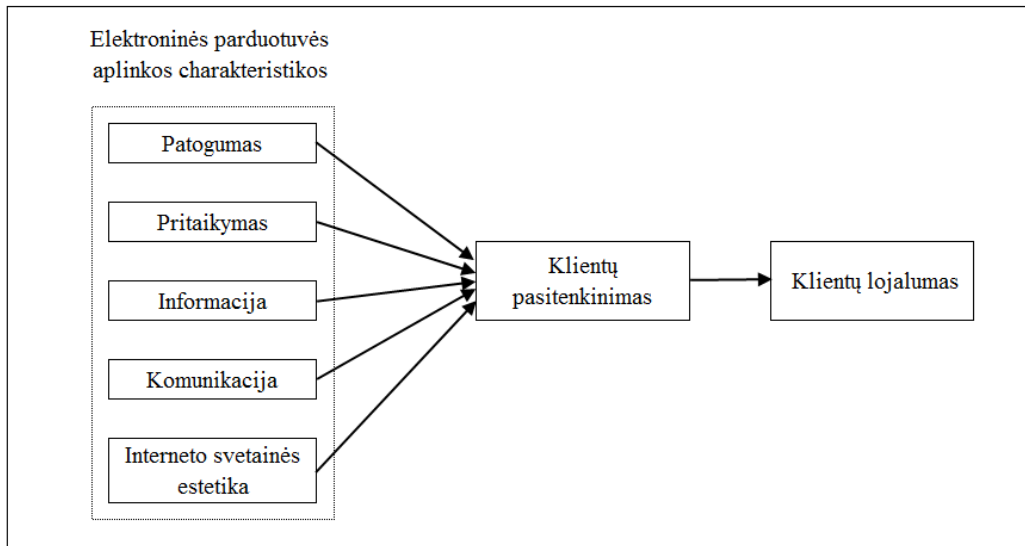 Elektroninės parduotuvės
aplinkos charakteristikos
Patogumas
Pritaikymas
Informacija
Komunikacija
Interneto svetainės
estetika
Klientų
pasitenkinimas
Klientų lojalumas